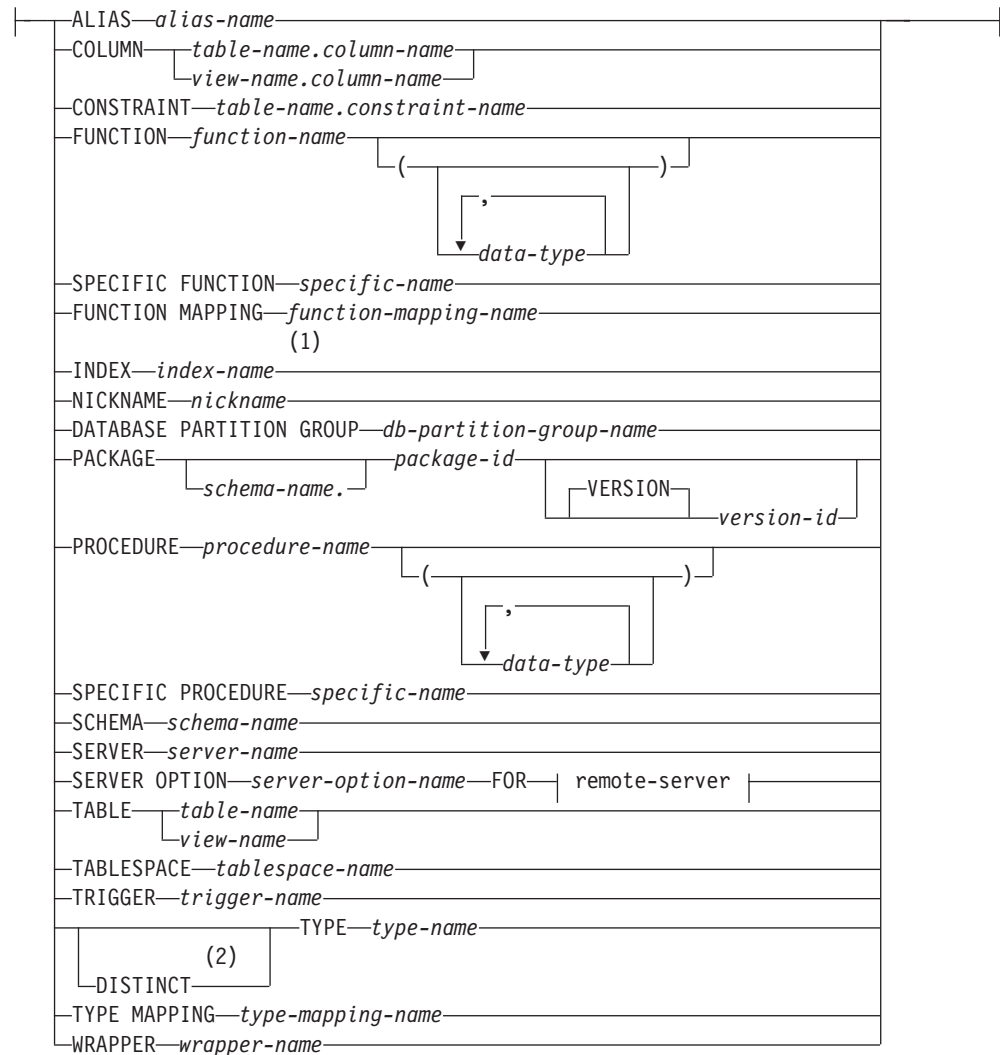 ALIAS alias-name
COLUMN table-name.column-name
view-name.column-name
CONSTRAINT table-name.constraint-name
FUNCTION function-name
( )
,
data-type
SPECIFIC FUNCTION specific-name
FUNCTION MAPPING function-mapping-name
(1)
INDEX index-name
NICKNAME nickname
DATABASE PARTITION GROUP db-partition-group-name
PACKAGE package-id
schema-name. VERSION
version-id
PROCEDURE procedure-name
( )
,
data-type
SPECIFIC PROCEDURE specific-name
SCHEMA schema-name
SERVER server-name
SERVER OPTION server-option-name FOR remote-server
TABLE table-name
view-name
TABLESPACE tablespace-name
TRIGGER trigger-name
TYPE type-name
(2)
DISTINCT
TYPE MAPPING type-mapping-name
WRAPPER wrapper-name